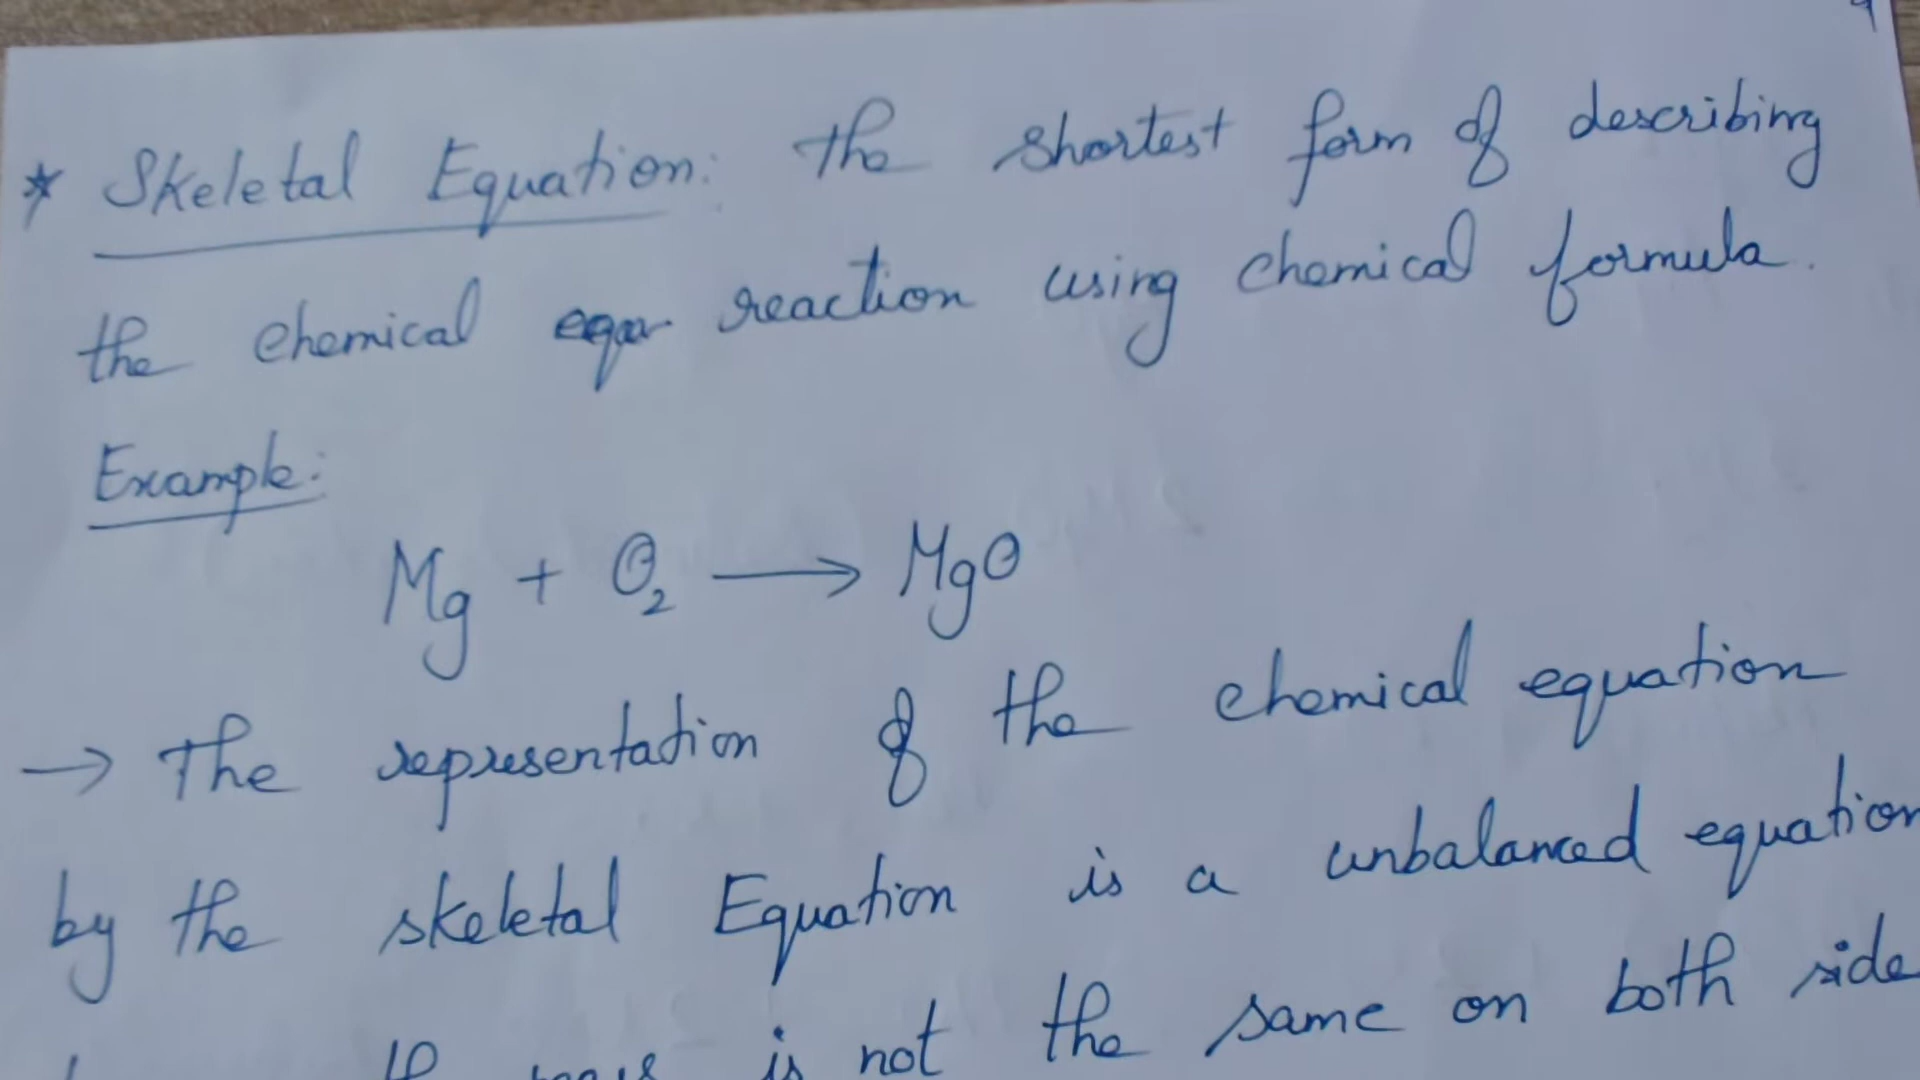 * Skeletal Equation: the shortest form of describing
the chemical equa reaction using chemical formula.
Example:
Mg + O₂ → MgO
→ The representation of the chemical equation
by the skeletal Equation is a unbalanced equation
is not the same on both side